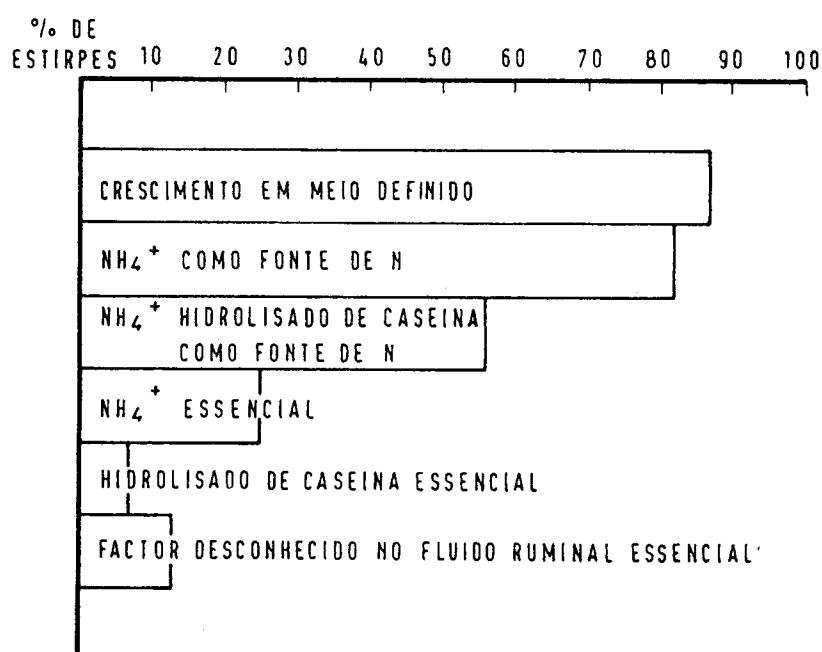 % DE
ESTIRPES 10 20 30 40 50 60 70 80 90 100
CRESCIMENTO EM MEIO DEFINIDO
NH4+ COMO FONTE DE N
NH4+ HIDROLISADO DE CASEINA
COMO FONTE DE N
NH4+ ESSENCIAL
HIDROLISADO DE CASEINA ESSENCIAL
FACTOR DESCONHECIDO NO FLUIDO RUMINAL ESSENCIAL